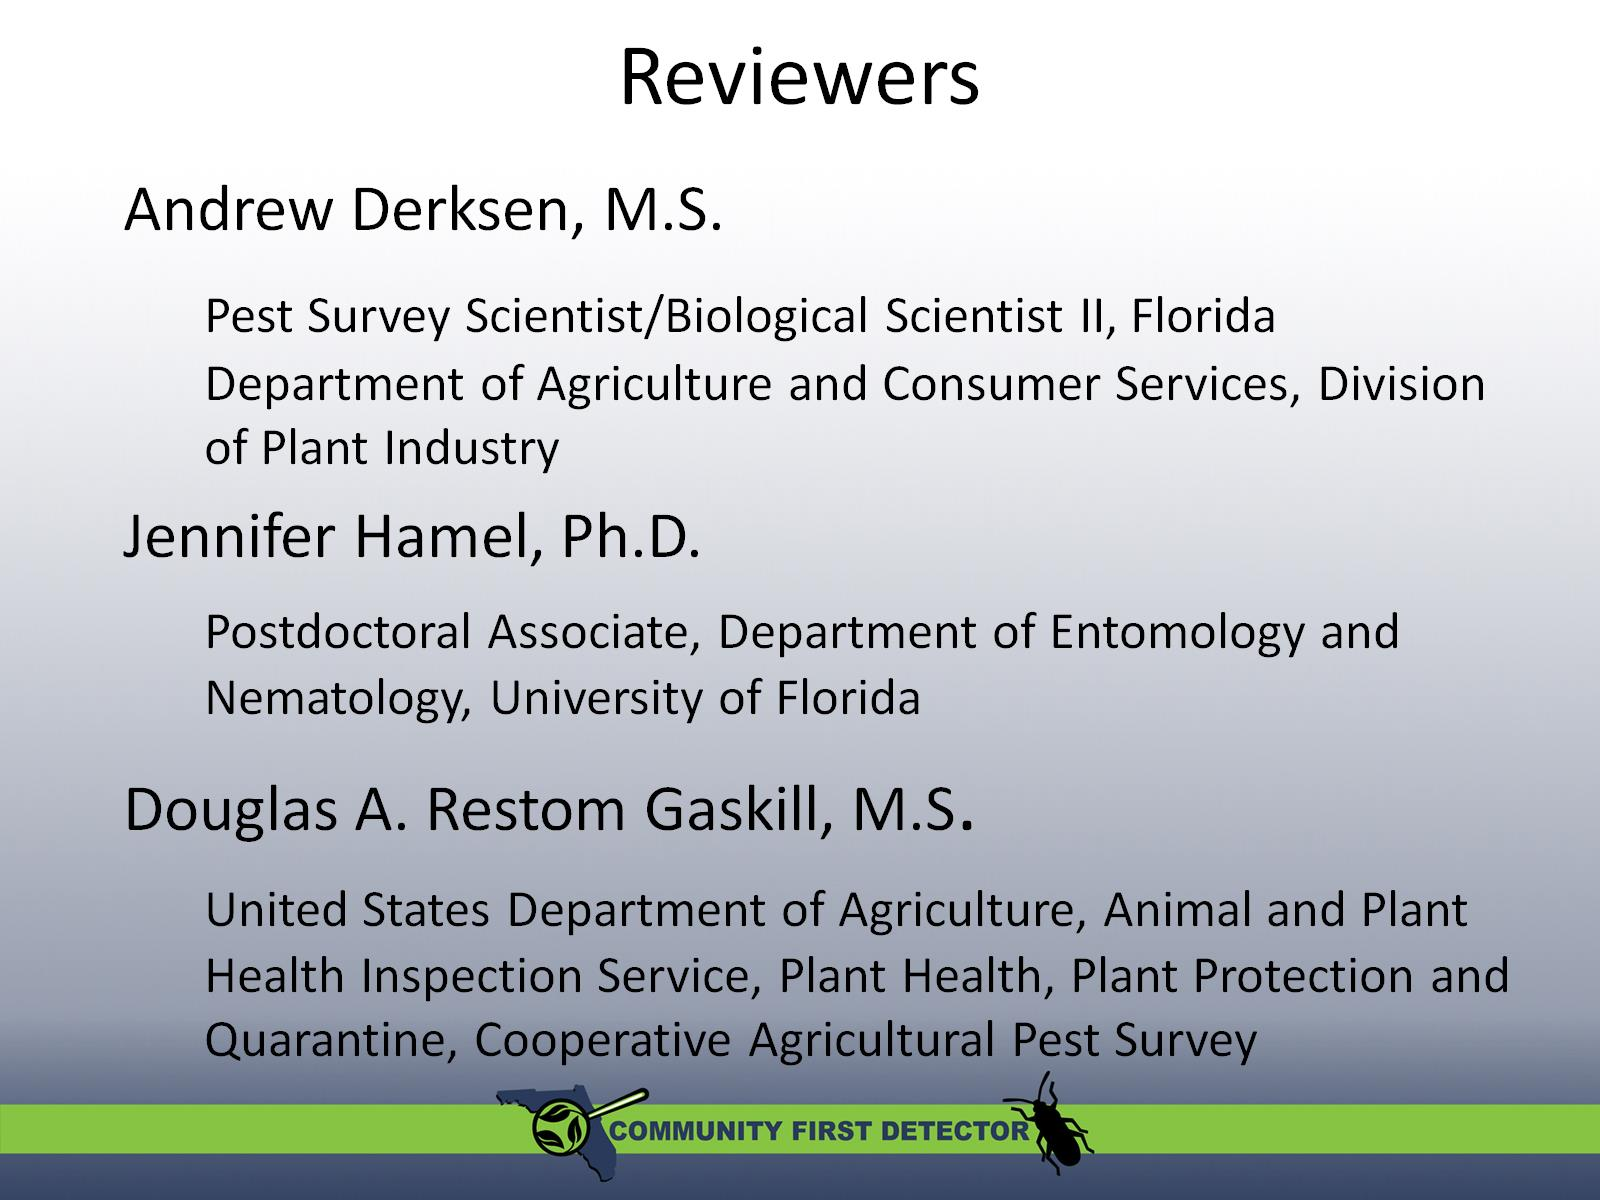 Reviewers
Andrew Derksen, M.S.
Pest Survey Scientist/Biological Scientist II, Florida
Department of Agriculture and Consumer Services, Division
of Plant Industry
Jennifer Hamel, Ph.D.
Postdoctoral Associate, Department of Entomology and
Nematology, University of Florida
Douglas A. Restom Gaskill, M.S.
United States Department of Agriculture, Animal and Plant
Health Inspection Service, Plant Health, Plant Protection and
Quarantine, Cooperative Agricultural Pest Survey
COMMUNITY FIRST DETECTOR